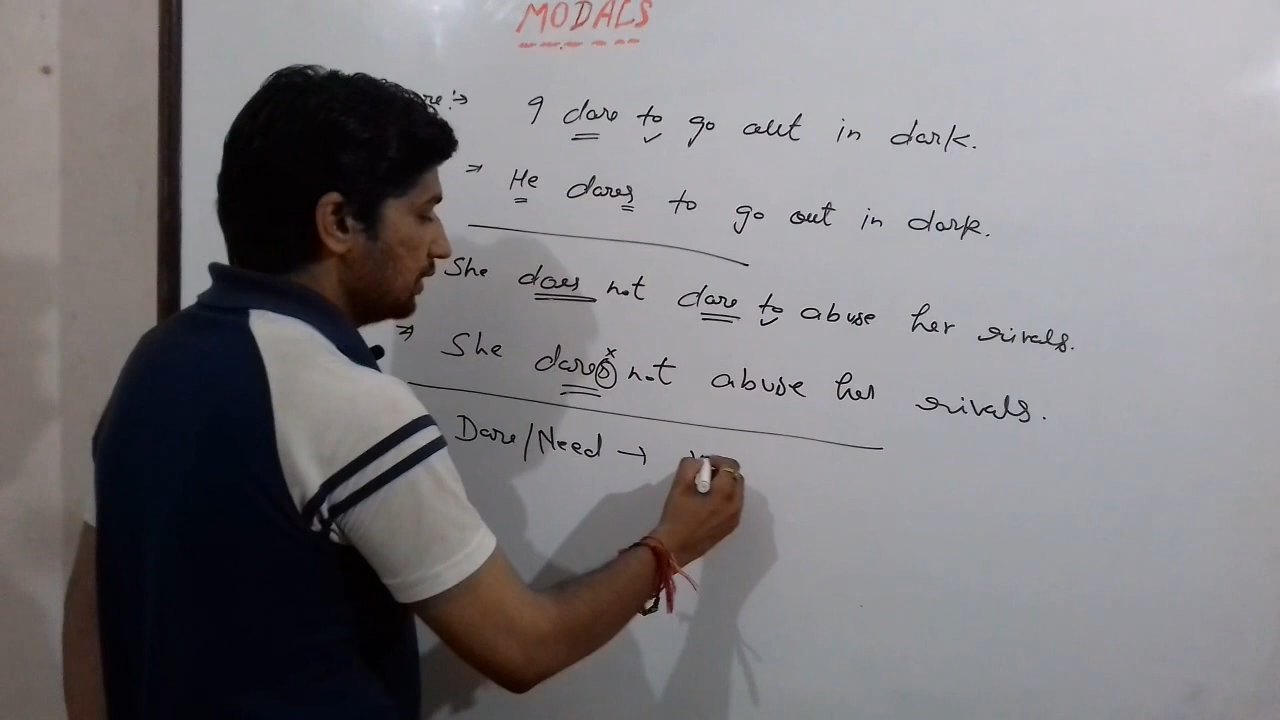 MODALS
I dare to go out in dark.
⇒ He dares to go out in dark.
She does not dare to abuse her rivals.
⇒ She dares not abuse her rivals.
Dare/Need →